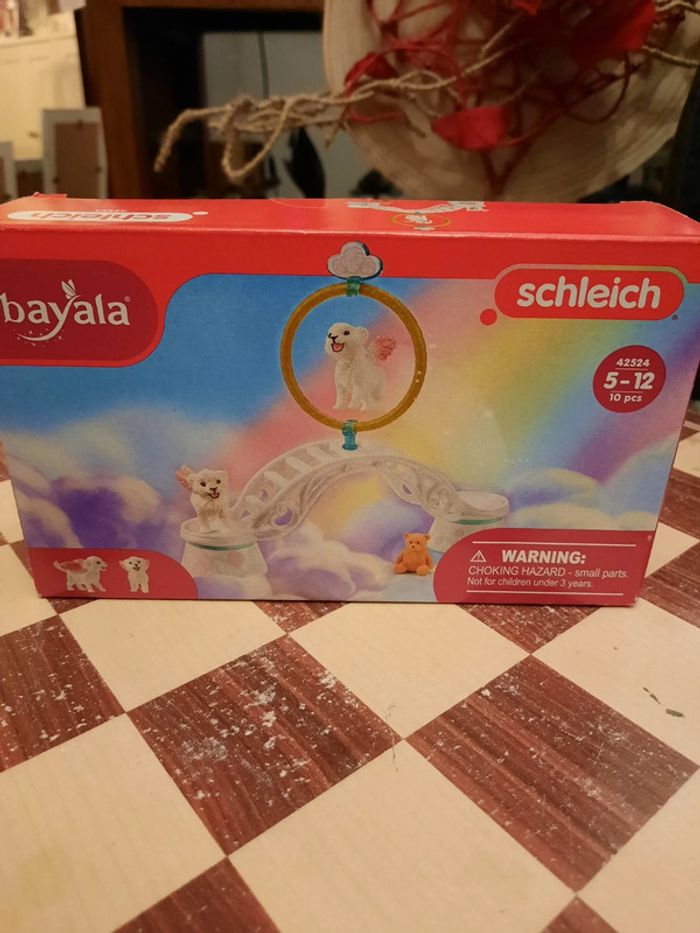 schleich
bayala®
schleich
42524
5-12
10 pcs
WARNING:
CHOKING HAZARD - small parts.
Not for children under 3 years.